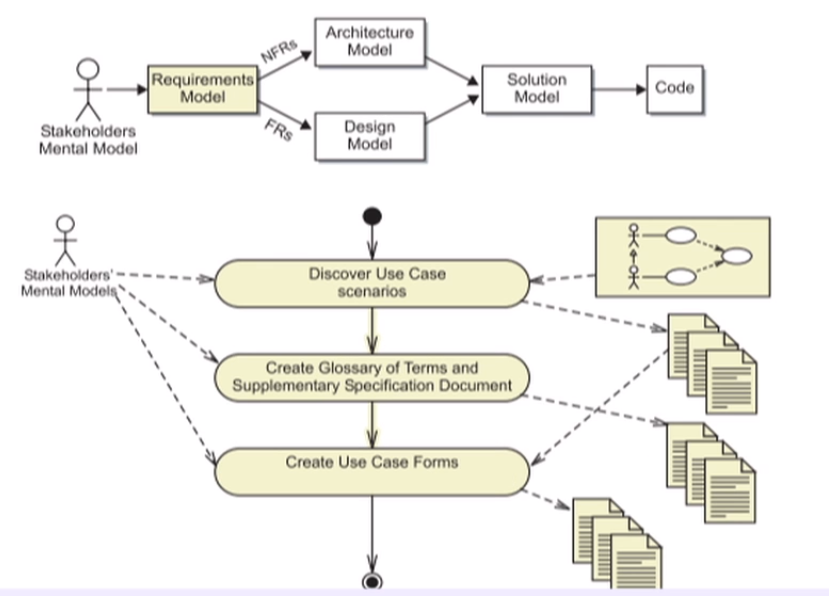 Architecture
Model
NFRs
Requirements
Model
Solution
Model
Code
FRs
Design
Model
Stakeholders
Mental Model
Discover Use Case
scenarios
Stakeholders'
Mental Models
Create Glossary of Terms and
Supplementary Specification Document
Create Use Case Forms